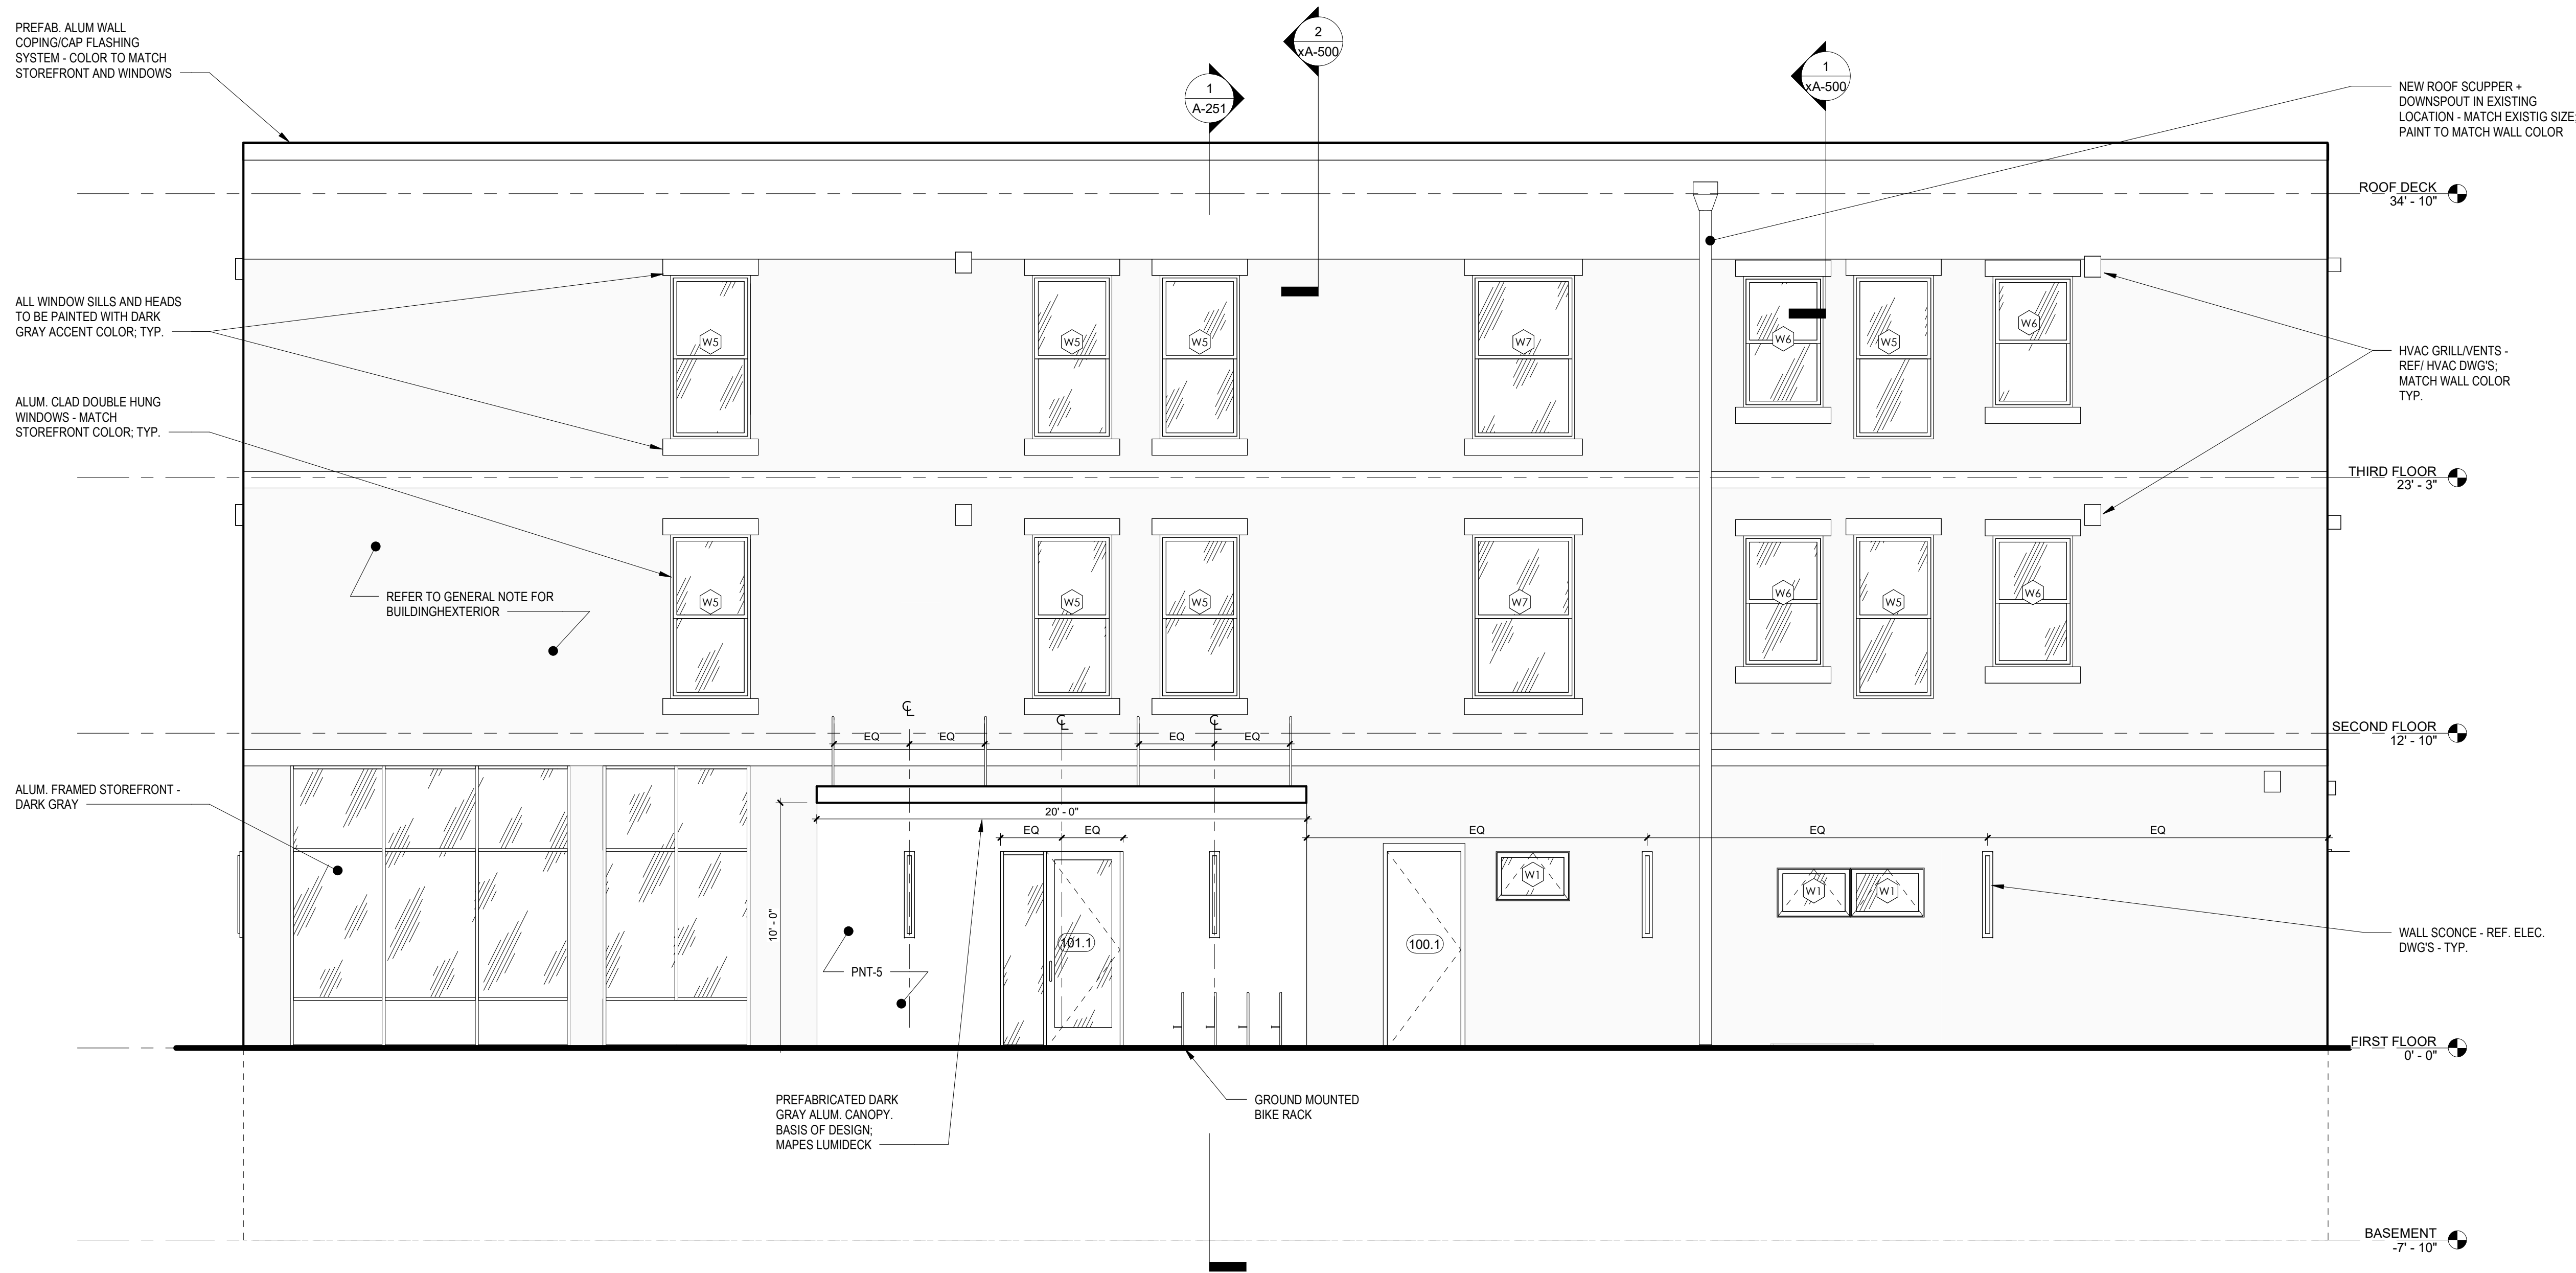 PREFAB. ALUM WALL
COPING/CAP FLASHING
SYSTEM - COLOR TO MATCH
STOREFRONT AND WINDOWS
2
xA-500
1
A-251
1
xA-500
NEW ROOF SCUPPER +
DOWNSPOUT IN EXISTING
LOCATION - MATCH EXISTIG SIZE;
PAINT TO MATCH WALL COLOR
ROOF DECK
34' - 10"
ALL WINDOW SILLS AND HEADS
TO BE PAINTED WITH DARK
GRAY ACCENT COLOR; TYP.
W5
W5
W5
W7
W6
W5
W6
HVAC GRILL/VENTS -
REF/ HVAC DWG'S;
MATCH WALL COLOR
TYP.
ALUM. CLAD DOUBLE HUNG
WINDOWS - MATCH
STOREFRONT COLOR; TYP.
THIRD FLOOR
23' - 3"
REFER TO GENERAL NOTE FOR
BUILDINGHEXTERIOR
W5
W5
W5
W7
W6
W5
W6
CL
CL
CL
EQ
EQ
EQ
EQ
SECOND FLOOR
12' - 10"
ALUM. FRAMED STOREFRONT -
DARK GRAY
20' - 0"
EQ
EQ
EQ
EQ
EQ
10' - 0"
W1
W1
W1
101.1
100.1
PNT-5
WALL SCONCE - REF. ELEC.
DWG'S - TYP.
FIRST FLOOR
0' - 0"
PREFABRICATED DARK
GRAY ALUM. CANOPY.
BASIS OF DESIGN;
MAPES LUMIDECK
GROUND MOUNTED
BIKE RACK
BASEMENT
-7' - 10"